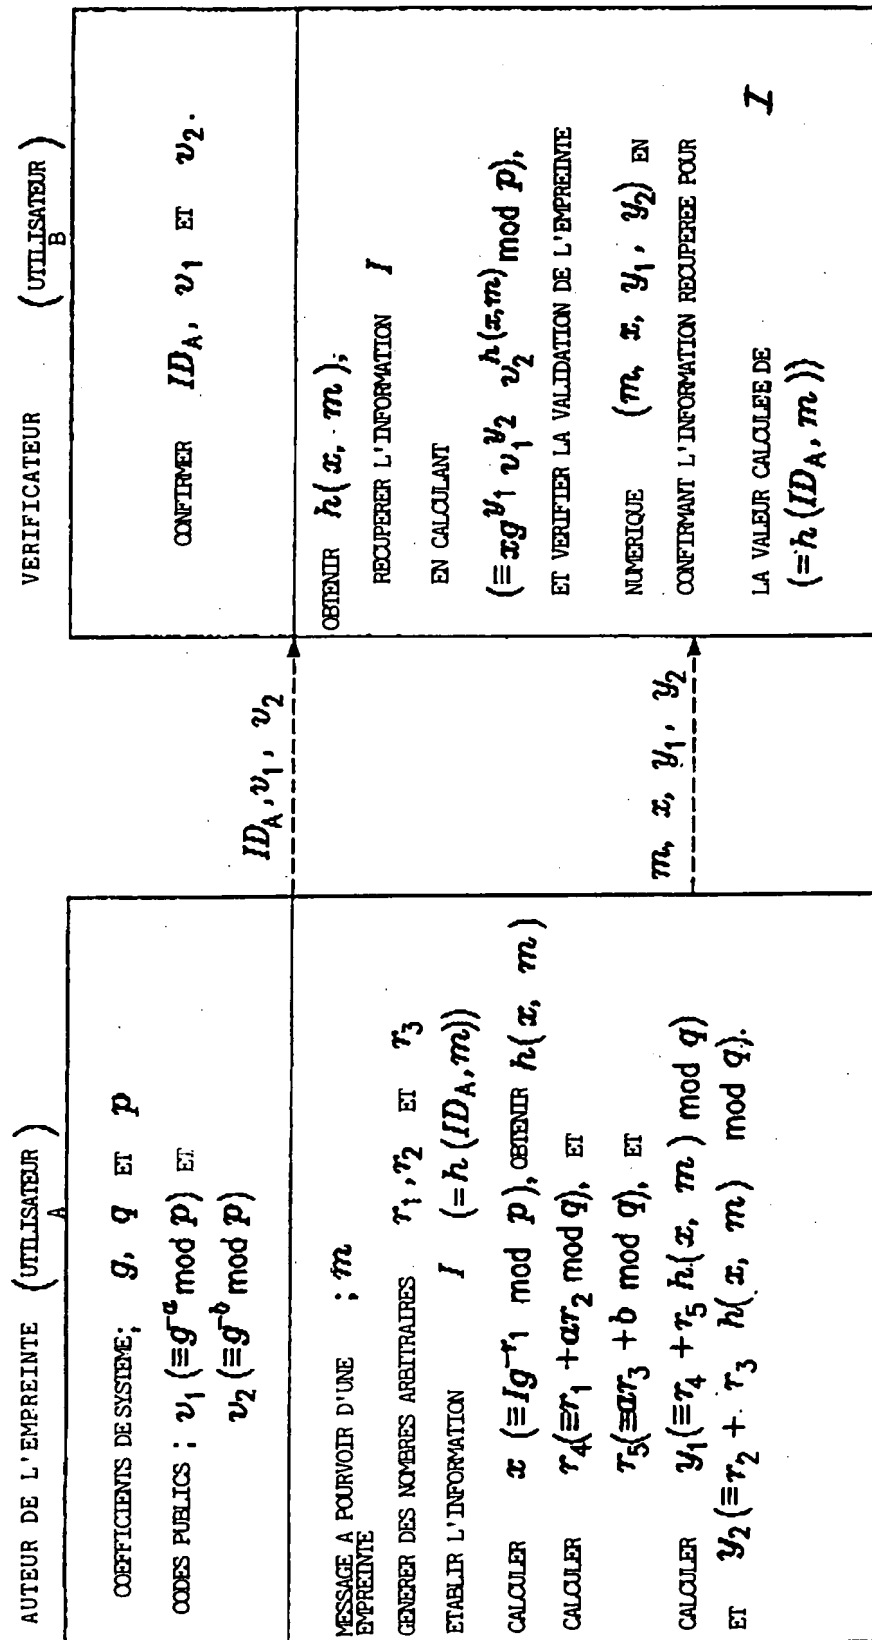 AUTEUR DE L'EMPREINTE (UTILISATEUR A)
COEFFICIENTS DE SYSTEME; g, q ET p
CODES PUBLICS ; v₁ (≡g⁻ᵃ mod p) ET
v₂ (≡g⁻ᵇ mod p)
MESSAGE A POURVOIR D'UNE ; m
EMPREINTE
GENERER DES NOMBRES ARBITRAIRES r₁, r₂ ET r₃
ETABLIR L'INFORMATION I (=h(ID_A, m))
CALCULER x (≡Ig^{-r₁} mod p), OBTENIR h(x, m)
CALCULER r₄(≡r₁ +ar₂ mod q), ET
r₅(≡ar₃ +b mod q), ET
CALCULER y₁(≡r₄ + r₅ h(x, m) mod q)
ET y₂(≡r₂ + r₃ h(x, m) mod q).
ID_A, v₁, v₂
m, x, y₁, y₂
VERIFICATEUR (UTILISATEUR B)
CONFIRMER ID_A, v₁ ET v₂.
OBTENIR h(x, m);
RECUPERER L'INFORMATION I
EN CALCULANT
(≡xg^{y₁} v₁^{y₂} v₂^{h(x,m)} mod p),
ET VERIFIER LA VALIDATION DE L'EMPREINTE
NUMERIQUE (m, x, y₁, y₂) EN
CONFIRMANT L'INFORMATION RECUPEREE POUR I
LA VALEUR CALCULEE DE
(=h(ID_A, m))